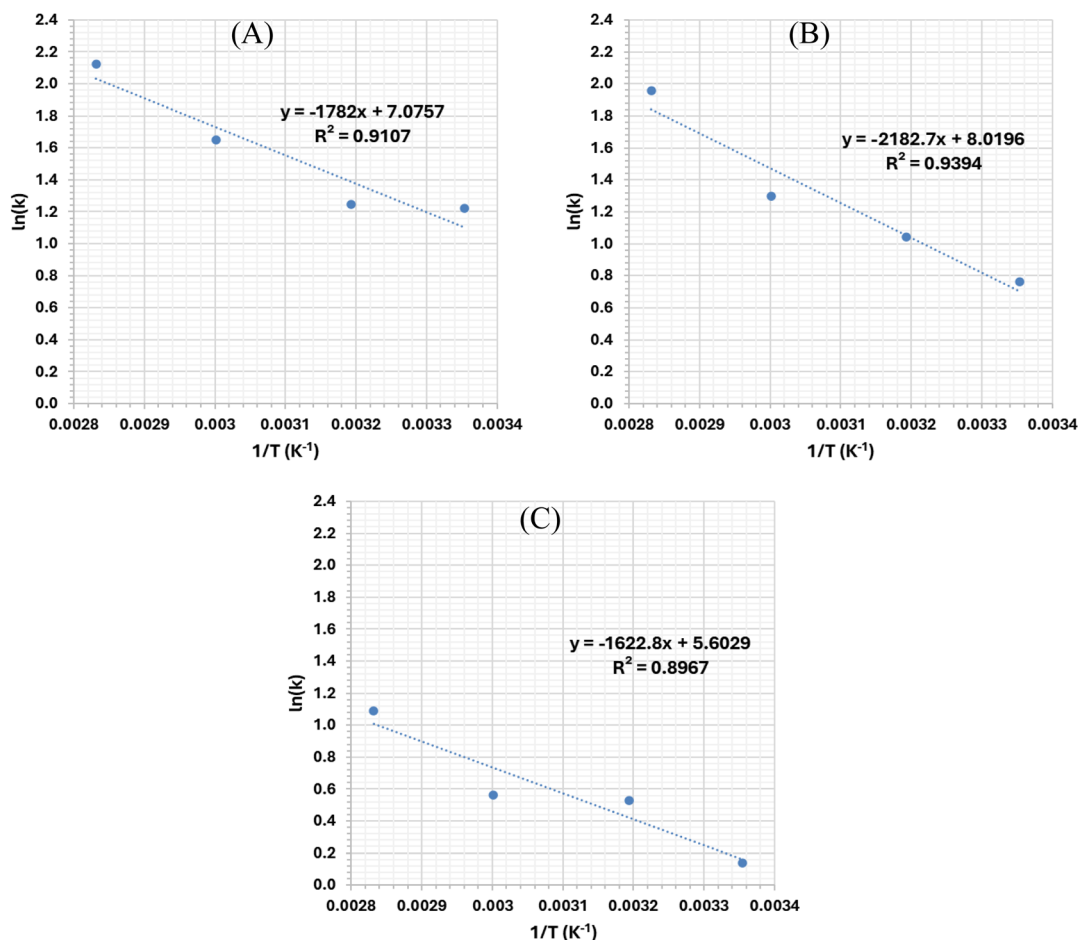 (A)
2.4
2.2
2.0
1.8
1.6
1.4
1.2
1.0
0.8
0.6
0.4
0.2
0.0
ln(k)
y = -1782x + 7.0757
R² = 0.9107
0.0028 0.0029 0.003 0.0031 0.0032 0.0033 0.0034
1/T (K⁻¹)
(B)
2.4
2.2
2.0
1.8
1.6
1.4
1.2
1.0
0.8
0.6
0.4
0.2
0.0
ln(k)
y = -2182.7x + 8.0196
R² = 0.9394
0.0028 0.0029 0.003 0.0031 0.0032 0.0033 0.0034
1/T (K⁻¹)
(C)
2.4
2.2
2.0
1.8
1.6
1.4
1.2
1.0
0.8
0.6
0.4
0.2
0.0
ln(k)
y = -1622.8x + 5.6029
R² = 0.8967
0.0028 0.0029 0.003 0.0031 0.0032 0.0033 0.0034
1/T (K⁻¹)